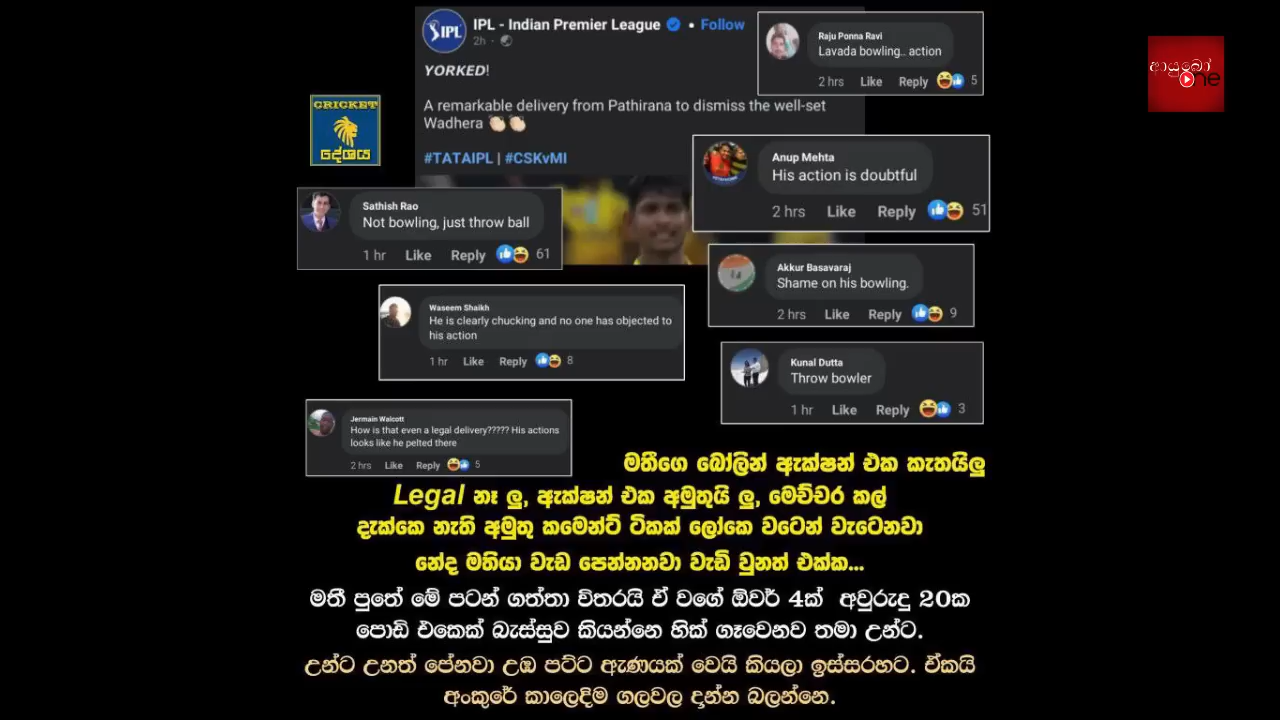 IPL - Indian Premier League • Follow
2h ·
YORKED!
A remarkable delivery from Pathirana to dismiss the well-set
Wadhera
#TATAIPL | #CSKvMI
CRICKET
දේශය
ආයුබෝ
One
Raju Ponna Ravi
Lavada bowling.. action
2 hrs Like Reply 5
Anup Mehta
His action is doubtful
2 hrs Like Reply 51
Sathish Rao
Not bowling, just throw ball
1 hr Like Reply 61
Akkur Basavaraj
Shame on his bowling.
2 hrs Like Reply 9
Waseem Shaikh
He is clearly chucking and no one has objected to
his action
1 hr Like Reply 8
Kunal Dutta
Throw bowler
1 hr Like Reply 3
Jermain Walcott
How is that even a legal delivery????? His actions
looks like he pelted there
2 hrs Like Reply 5
මතීගෙ බෝලින් ඇක්ෂන් එක කැතයිලු
Legal නෑ ලු, ඇක්ෂන් එක අමුතුයි ලු, මෙච්චර කල්
දැක්කෙ නැති අමුතු කමෙන්ට් ටිකක් ලෝකෙ වටෙන් වැටෙනවා
නේද මතියා වැඩ පෙන්නනවා වැඩි වුනත් එක්ක...
මතී පුතේ මේ පටන් ගත්තා විතරයි ඒ වගේ ඕවර් 4ක් අවුරුදු 20ක
පොඩි එකෙක් බැස්සුව කියන්නෙ හික් ගෑවෙනව තමා උන්ට.
උන්ට උනත් පේනවා උඹ පට්ට ඇණයක් වෙයි කියලා ඉස්සරහට. ඒකයි
අංකුරේ කාලෙදිම ගලවල දාන්න බලන්නෙ.